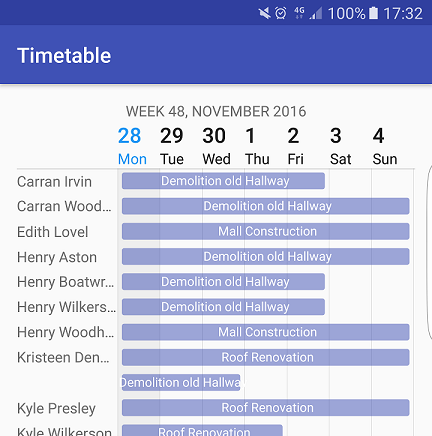 4G 100% 17:32
Timetable
WEEK 48, NOVEMBER 2016
28 29 30 1 2 3 4
Mon Tue Wed Thu Fri Sat Sun
Carran Irvin Demolition old Hallway
Carran Wood... Demolition old Hallway
Edith Lovel Mall Construction
Henry Aston Demolition old Hallway
Henry Boatwr... Demolition old Hallway
Henry Wilkers... Demolition old Hallway
Henry Woodh... Mall Construction
Kristeen Den... Roof Renovation
Demolition old Hallwa
Kyle Presley Roof Renovation
Kyle Wilkerson Roof Renovation